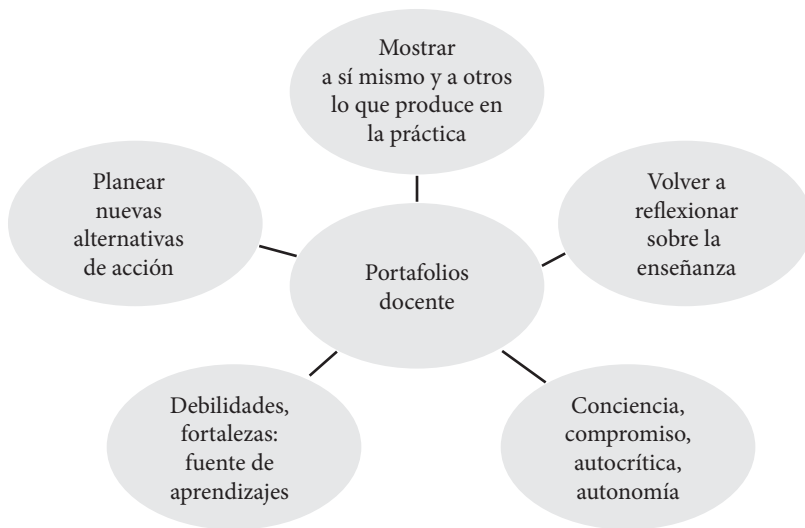 Mostrar
a sí mismo y a otros
lo que produce en
la práctica
Planear
nuevas
alternativas
de acción
Volver a
reflexionar
sobre la
enseñanza
Portafolios
docente
Debilidades,
fortalezas:
fuente de
aprendizajes
Conciencia,
compromiso,
autocrítica,
autonomía